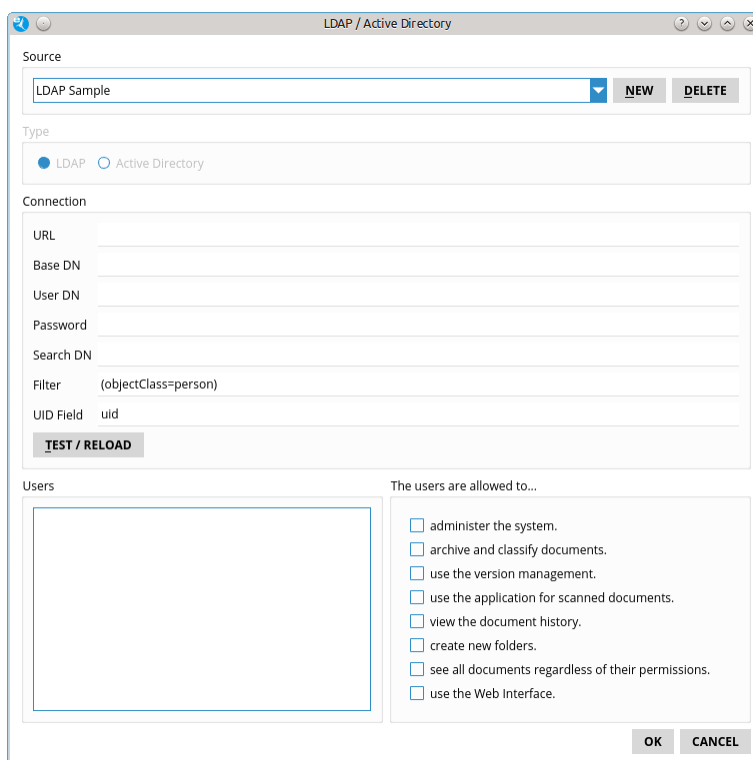 LDAP / Active Directory
Source
LDAP Sample
NEW
DELETE
Type
LDAP
Active Directory
Connection
URL
Base DN
User DN
Password
Search DN
Filter (objectClass=person)
UID Field uid
TEST / RELOAD
Users
The users are allowed to...
administer the system.
archive and classify documents.
use the version management.
use the application for scanned documents.
view the document history.
create new folders.
see all documents regardless of their permissions.
use the Web Interface.
OK
CANCEL